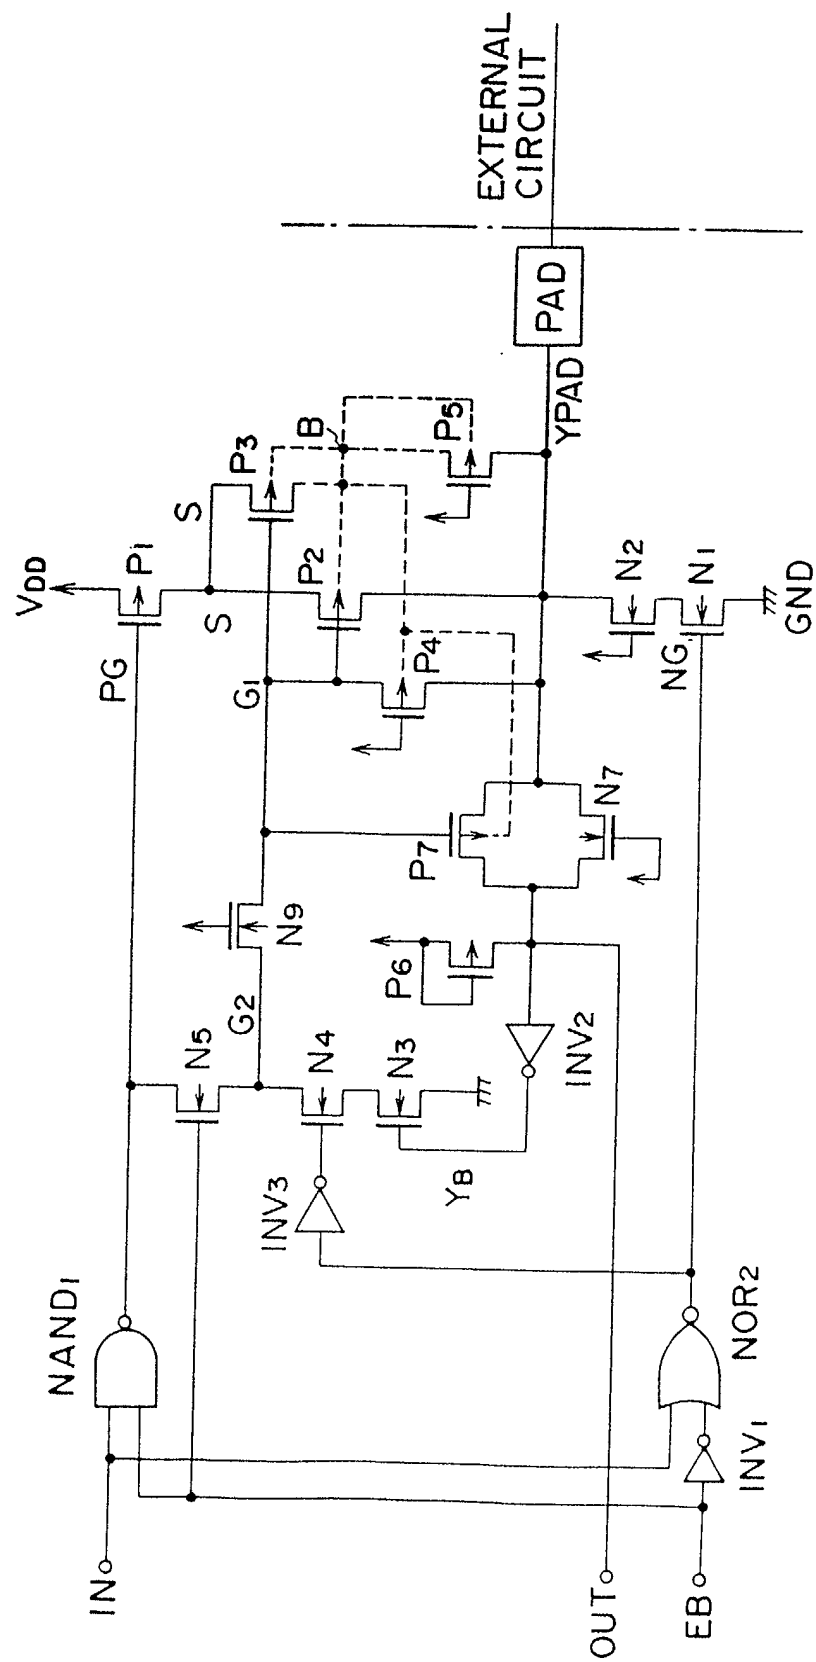 EXTERNAL
CIRCUIT
PAD
YPAD
VDD
P1
S
S
P3
B
P5
P2
PG
G1
P4
N2
N1
NG
GND
N7
P7
N9
P6
G2
N5
N4
N3
INV2
INV3
YB
NAND1
NOR2
INV1
IN
OUT
EB